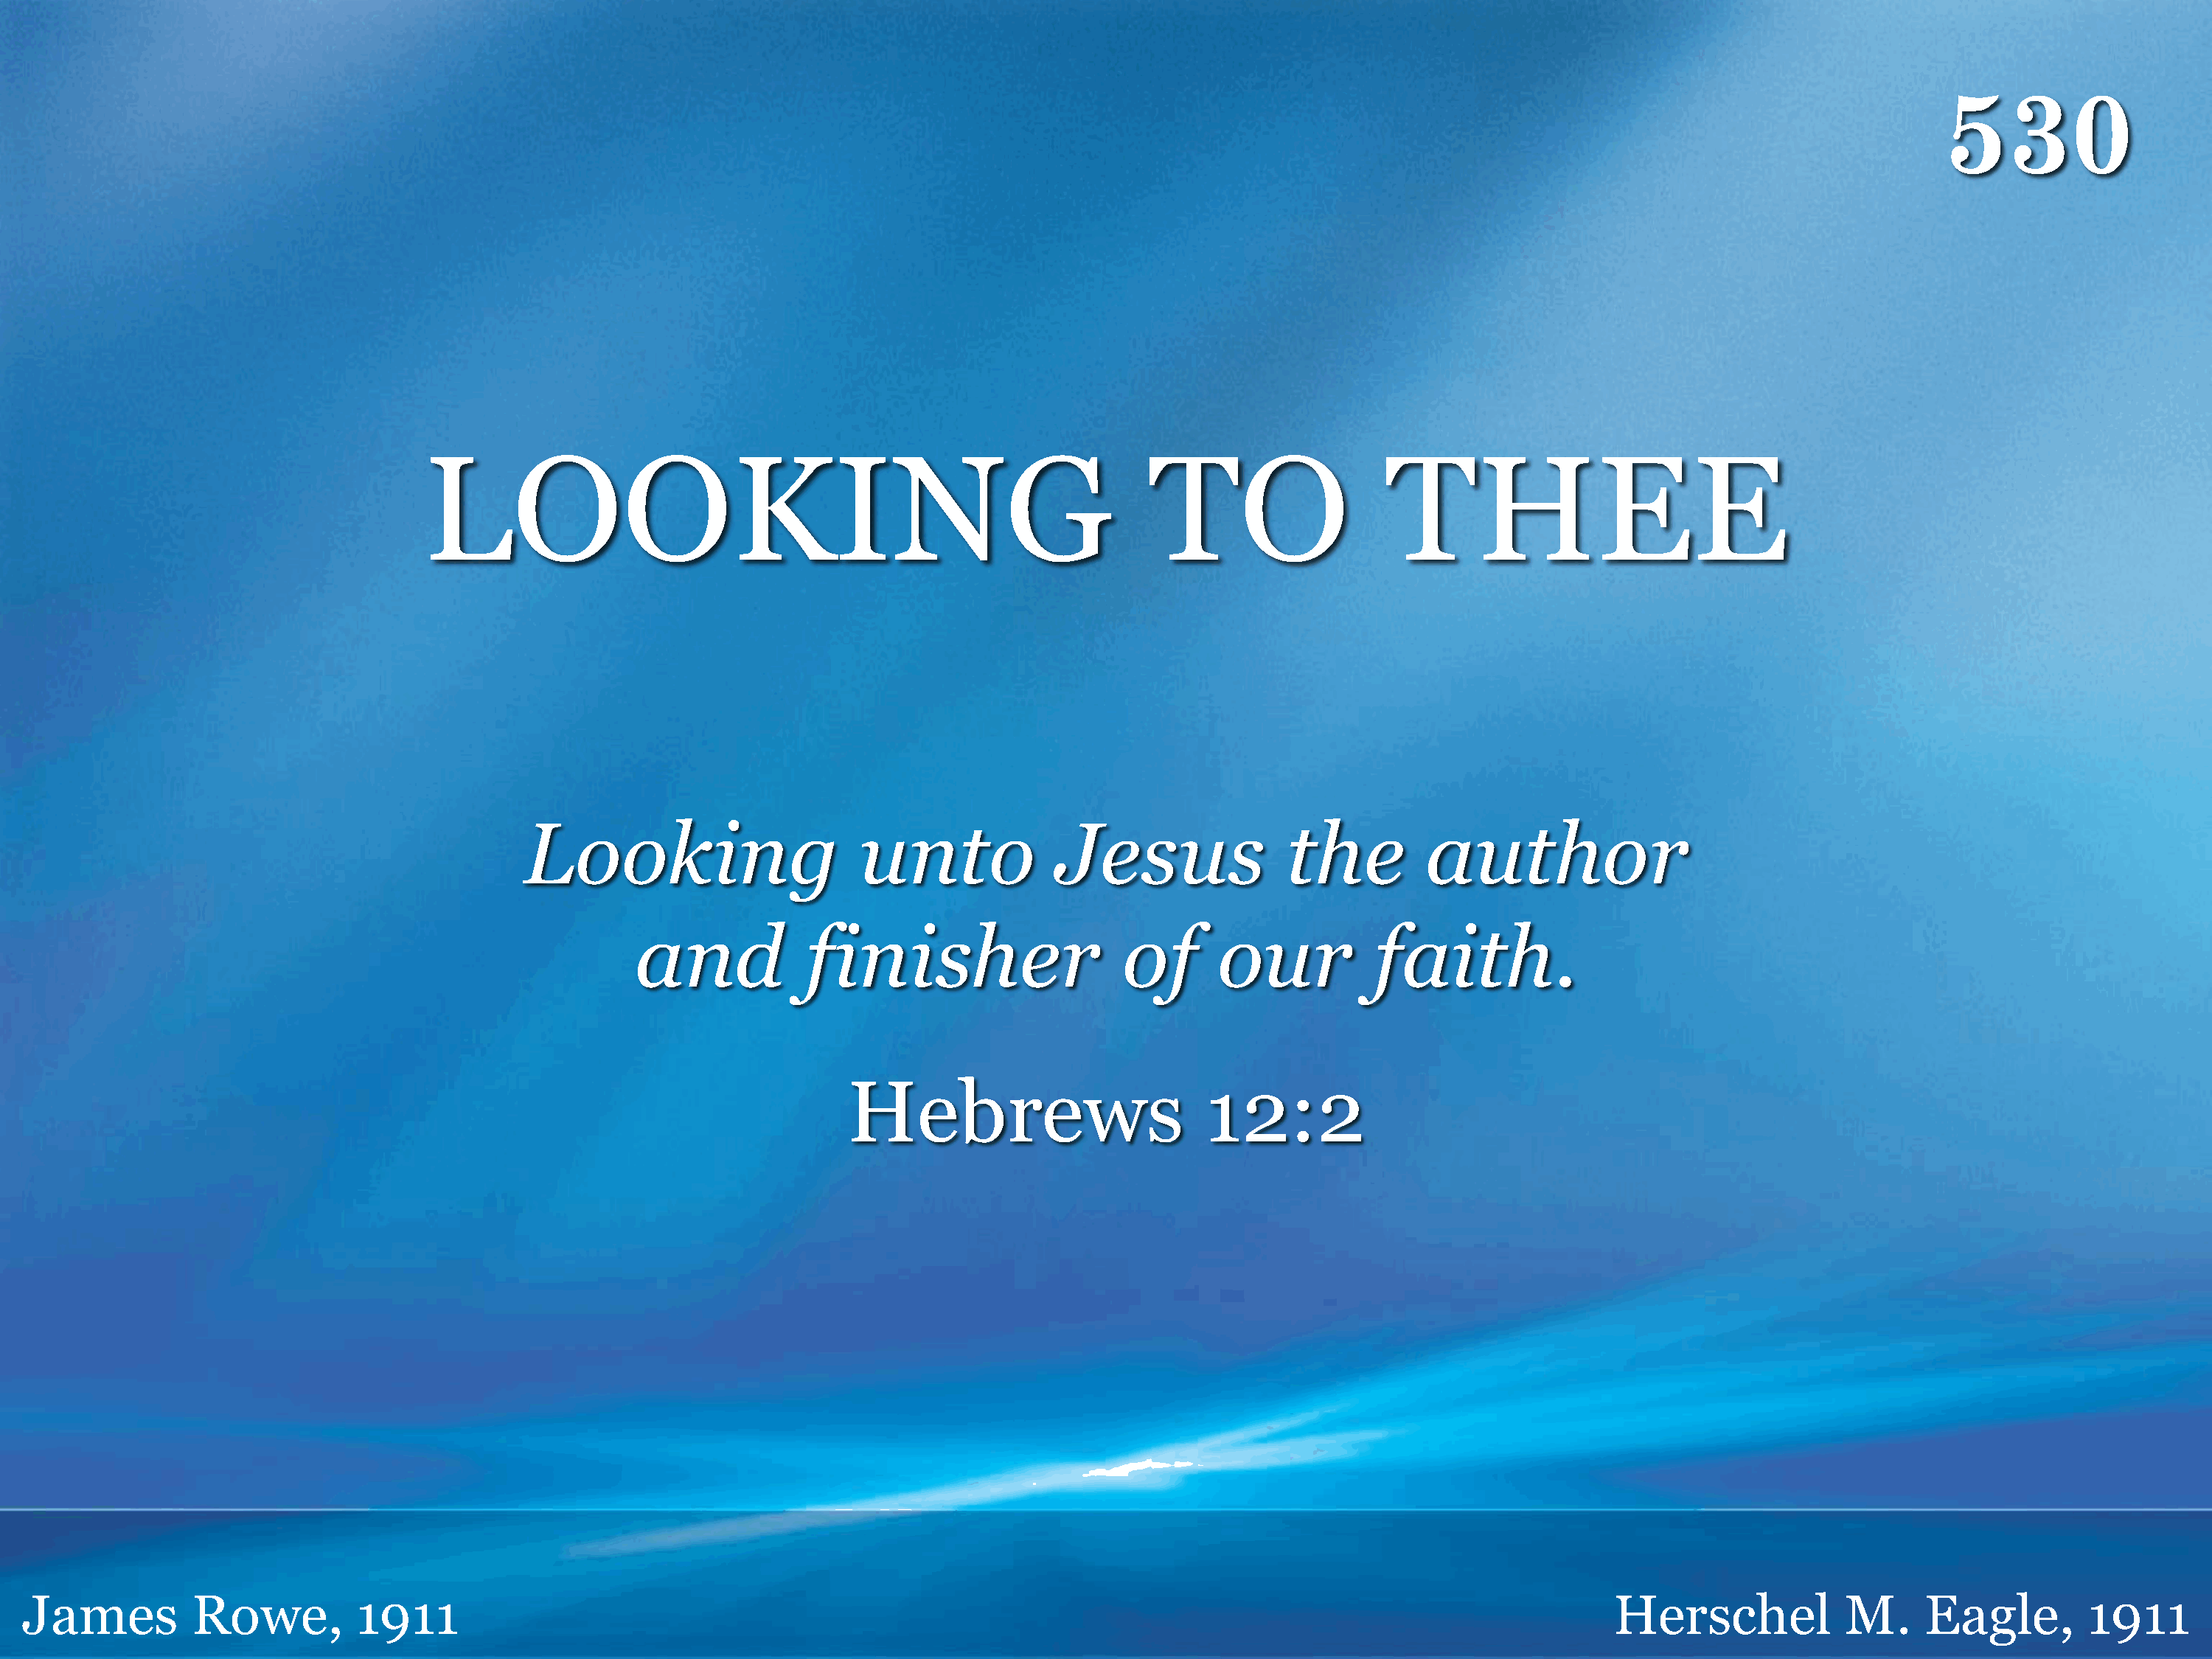 530
LOOKING TO THEE
Looking unto Jesus the author
and finisher of our faith.
Hebrews 12:2
James Rowe, 1911
Herschel M. Eagle, 1911